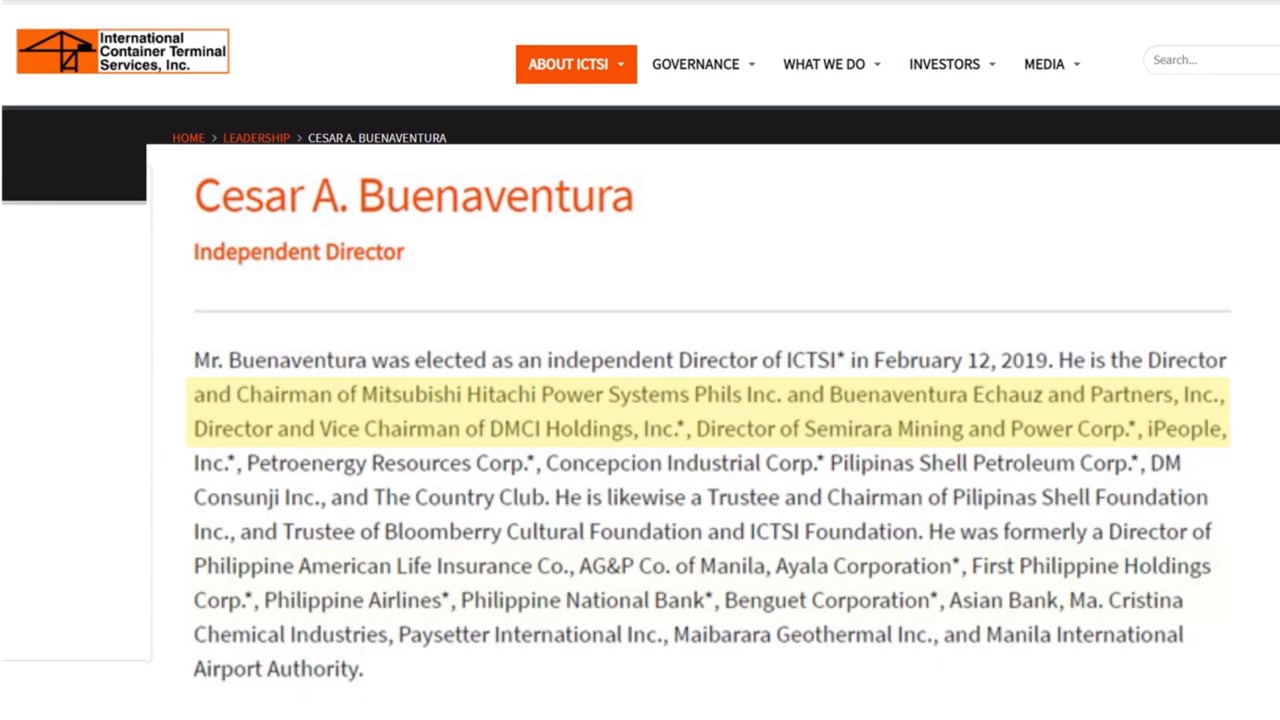 International
Container Terminal
Services, Inc.
ABOUT ICTSI GOVERNANCE WHAT WE DO INVESTORS MEDIA Search...
HOME > LEADERSHIP > CESAR A. BUENAVENTURA
Cesar A. Buenaventura
Independent Director
Mr. Buenaventura was elected as an independent Director of ICTSI* in February 12, 2019. He is the Director
and Chairman of Mitsubishi Hitachi Power Systems Phils Inc. and Buenaventura Echauz and Partners, Inc.,
Director and Vice Chairman of DMCI Holdings, Inc.*, Director of Semirara Mining and Power Corp.*, iPeople,
Inc.*, Petroenergy Resources Corp.*, Concepcion Industrial Corp.* Pilipinas Shell Petroleum Corp.*, DM
Consunji Inc., and The Country Club. He is likewise a Trustee and Chairman of Pilipinas Shell Foundation
Inc., and Trustee of Bloomberry Cultural Foundation and ICTSI Foundation. He was formerly a Director of
Philippine American Life Insurance Co., AG&P Co. of Manila, Ayala Corporation*, First Philippine Holdings
Corp.*, Philippine Airlines*, Philippine National Bank*, Benguet Corporation*, Asian Bank, Ma. Cristina
Chemical Industries, Paysetter International Inc., Maibarara Geothermal Inc., and Manila International
Airport Authority.